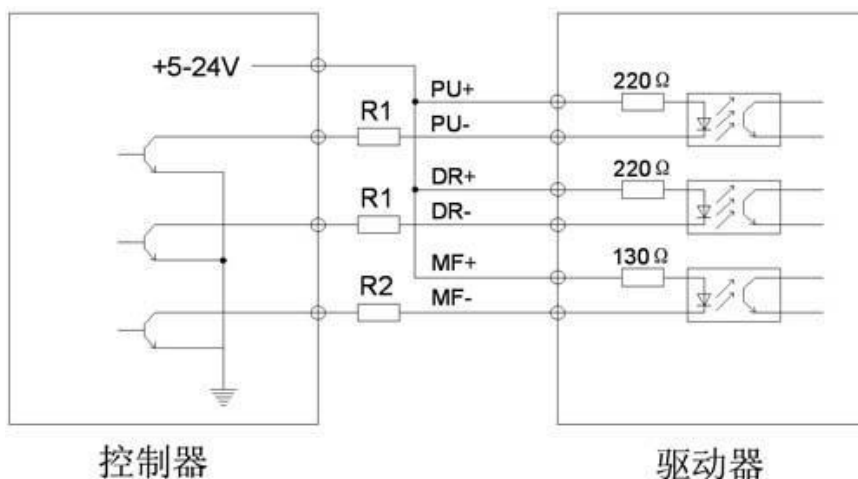 +5-24V
PU+
220Ω
R1
PU-
DR+
220Ω
R1
DR-
MF+
130Ω
R2
MF-
控制器
驱动器